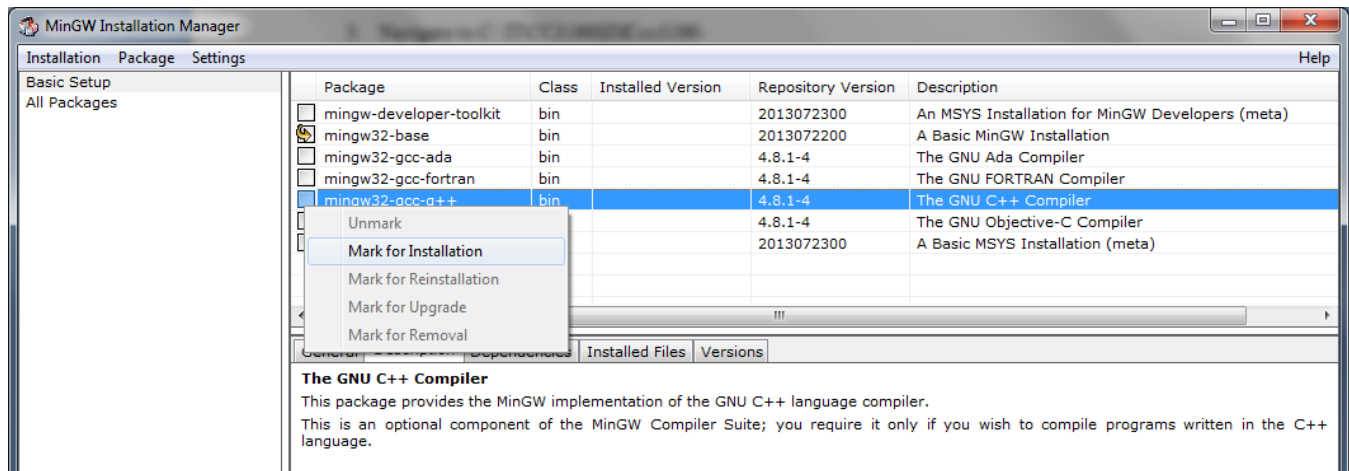 MinGW Installation Manager
Installation Package Settings Help
Basic Setup
All Packages
Package Class Installed Version Repository Version Description
mingw-developer-toolkit bin 2013072300 An MSYS Installation for MinGW Developers (meta)
mingw32-base bin 2013072200 A Basic MinGW Installation
mingw32-gcc-ada bin 4.8.1-4 The GNU Ada Compiler
mingw32-gcc-fortran bin 4.8.1-4 The GNU FORTRAN Compiler
mingw32-gcc-g++ bin 4.8.1-4 The GNU C++ Compiler
4.8.1-4 The GNU Objective-C Compiler
2013072300 A Basic MSYS Installation (meta)
Unmark
Mark for Installation
Mark for Reinstallation
Mark for Upgrade
Mark for Removal
General Description Dependencies Installed Files Versions
The GNU C++ Compiler
This package provides the MinGW implementation of the GNU C++ language compiler.
This is an optional component of the MinGW Compiler Suite; you require it only if you wish to compile programs written in the C++
language.